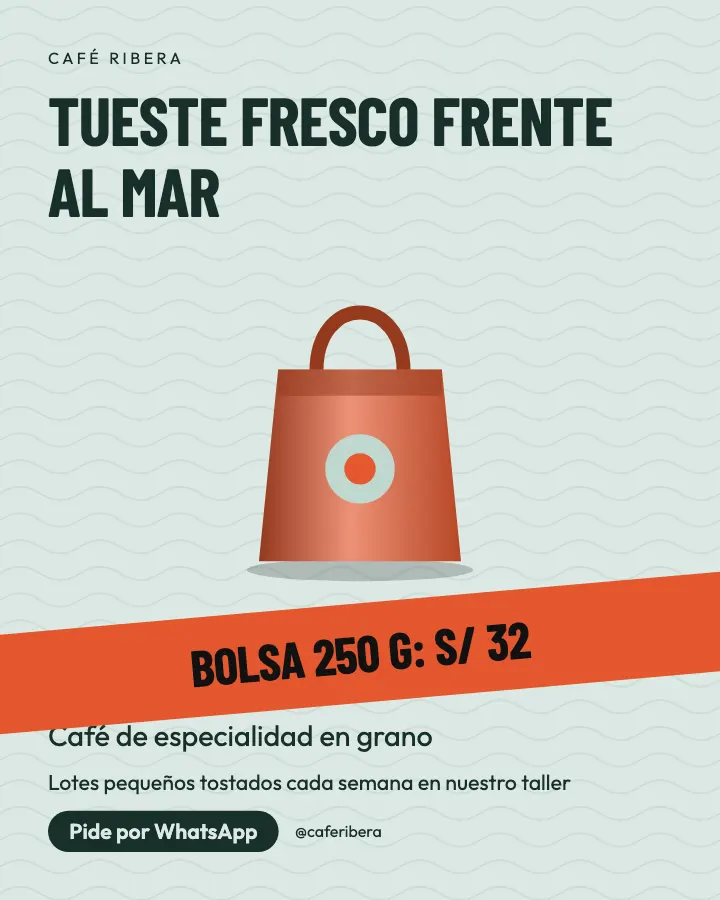 CAFÉ RIBERA
TUESTE FRESCO FRENTE
AL MAR
BOLSA 250 G: S/ 32
Café de especialidad en grano
Lotes pequeños tostados cada semana en nuestro taller
Pide por WhatsApp
@caferibera